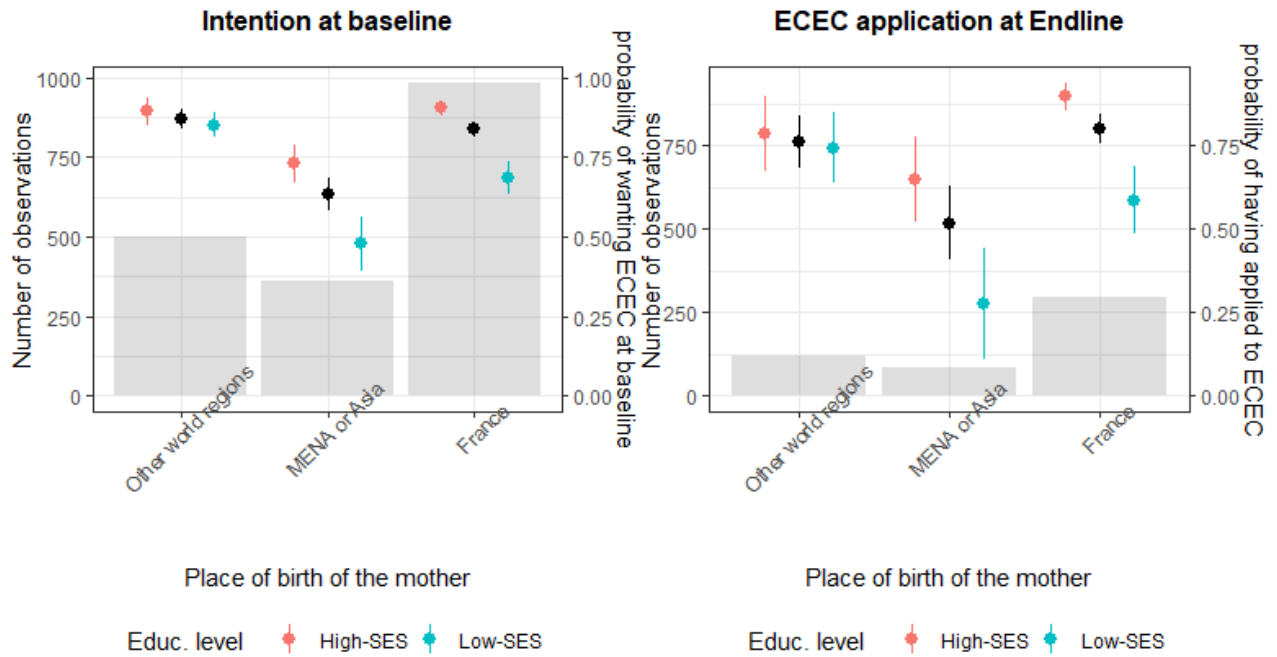 Intention at baseline
Number of observations
1000
750
500
250
0
1.00
0.75
0.50
0.25
0.00
probability of wanting ECEC at baseline
Other world regions
MENA or Asia
France
Place of birth of the mother
Educ. level High-SES Low-SES
ECEC application at Endline
Number of observations
750
500
250
0
0.75
0.50
0.25
0.00
probability of having applied to ECEC
Other world regions
MENA or Asia
France
Place of birth of the mother
Educ. level High-SES Low-SES